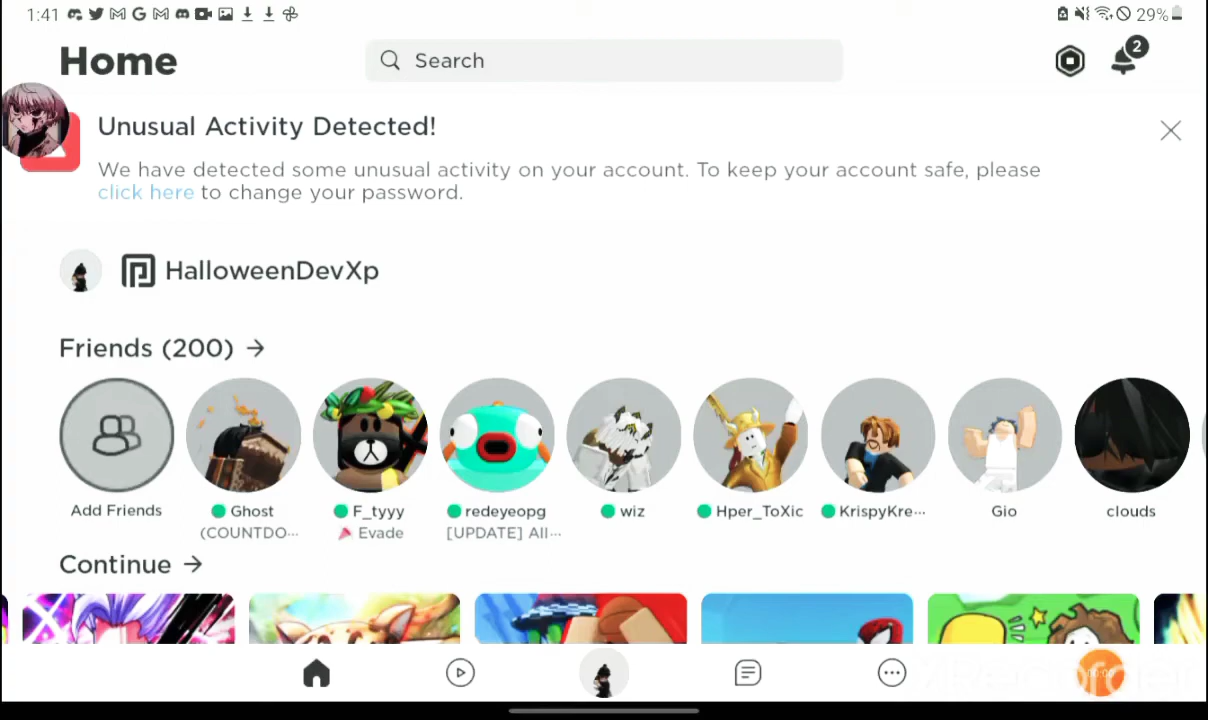 1:41
29%
Home
Search
2
Unusual Activity Detected!
We have detected some unusual activity on your account. To keep your account safe, please
click here to change your password.
HalloweenDevXp
Friends (200) →
Add Friends
Ghost
F_tyyy
redeyeopg
wiz
Hper_ToXic
KrispyKre...
Gio
clouds
(COUNTDO...
Evade
[UPDATE] All...
Continue →